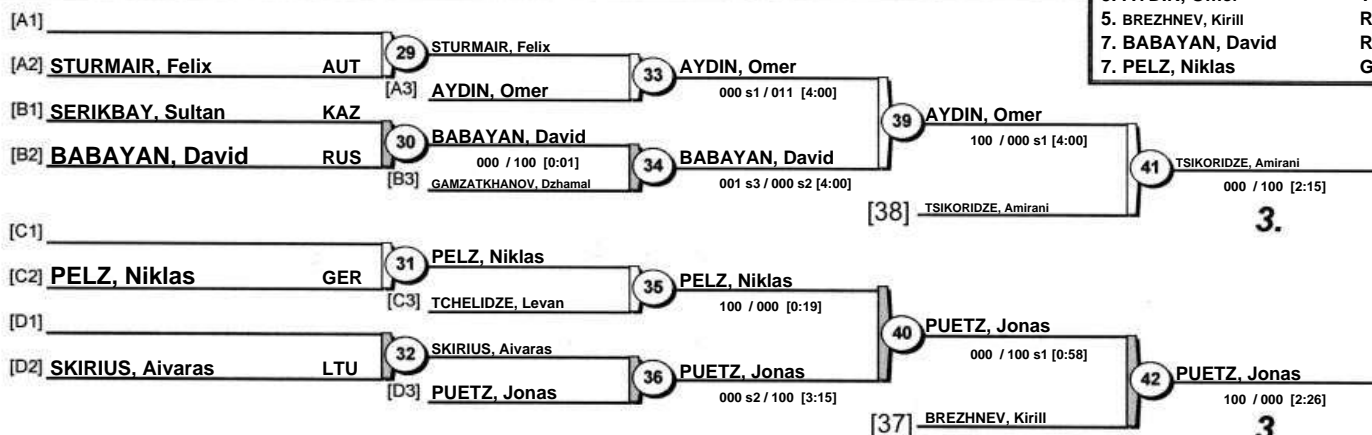 5. BREZHNEV, Kirill R
7. BABAYAN, David R
7. PELZ, Niklas G
[A1]
[A2] STURMAIR, Felix AUT
29
STURMAIR, Felix
[A3] AYDIN, Omer
33
AYDIN, Omer
000 s1 / 011 [4:00]
[B1] SERIKBAY, Sultan KAZ
[B2] BABAYAN, David RUS
30
BABAYAN, David
000 / 100 [0:01]
[B3] GAMZATKHANOV, Dzhamal
34
BABAYAN, David
001 s3 / 000 s2 [4:00]
39
AYDIN, Omer
100 / 000 s1 [4:00]
[38] TSIKORIDZE, Amirani
41
TSIKORIDZE, Amirani
000 / 100 [2:15]
3.
[C1]
[C2] PELZ, Niklas GER
31
PELZ, Niklas
[C3] TCHELIDZE, Levan
35
PELZ, Niklas
100 / 000 [0:19]
[D1]
[D2] SKIRIUS, Aivaras LTU
32
SKIRIUS, Aivaras
[D3] PUETZ, Jonas
36
PUETZ, Jonas
000 s2 / 100 [3:15]
40
PUETZ, Jonas
000 / 100 s1 [0:58]
[37] BREZHNEV, Kirill
42
PUETZ, Jonas
100 / 000 [2:26]
3